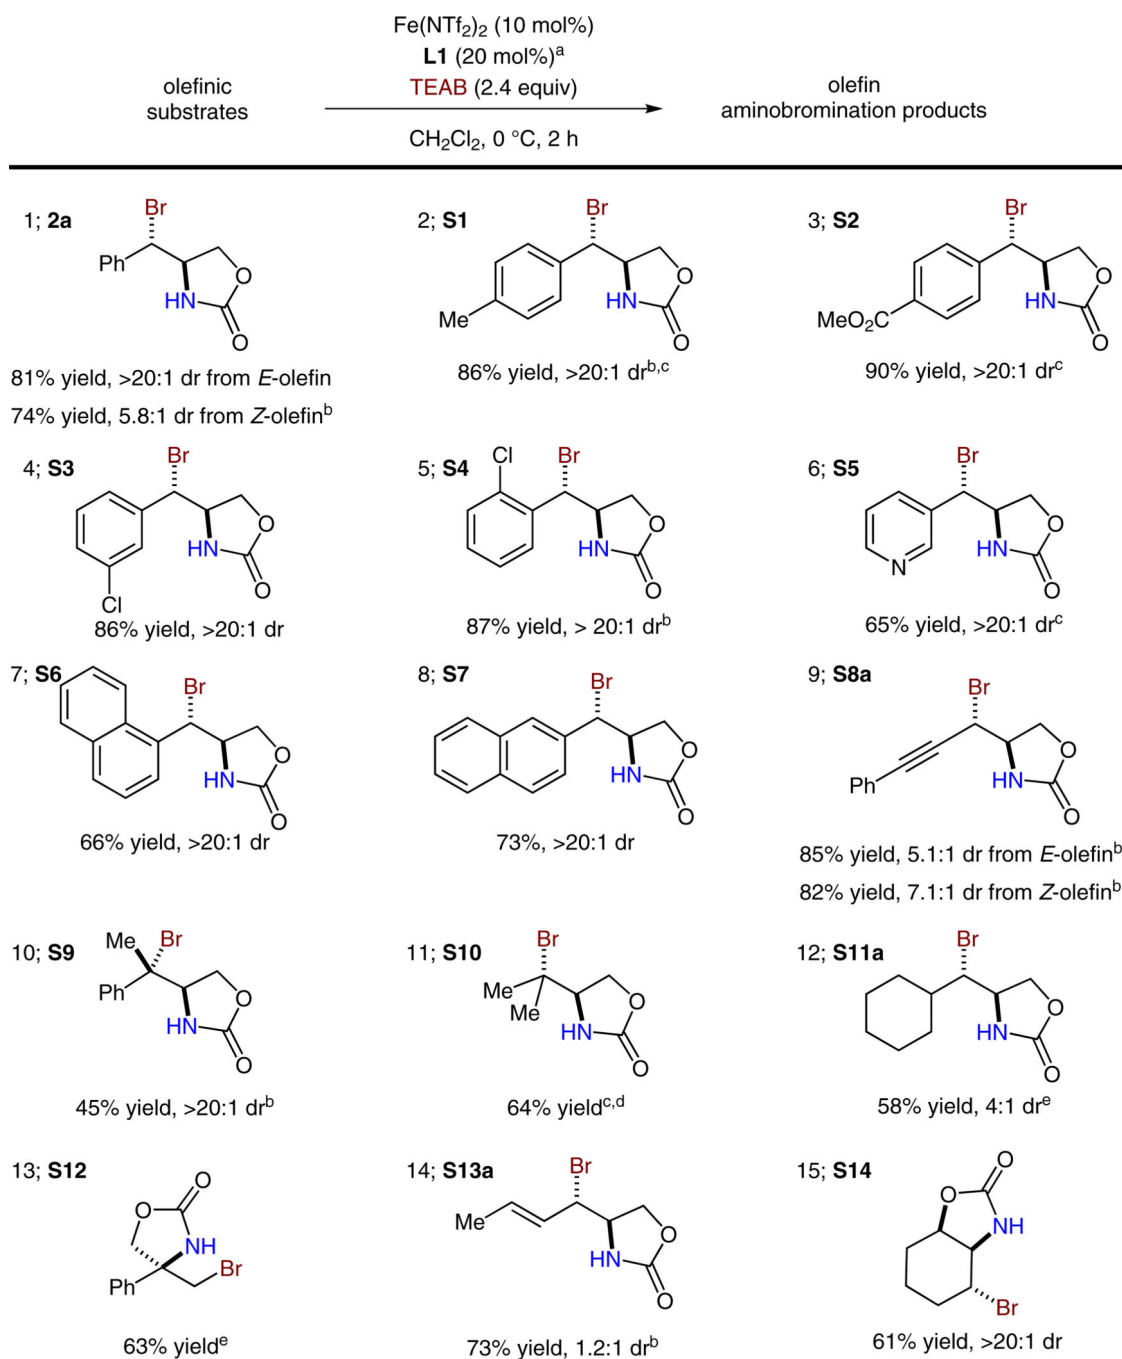 Fe(NTf₂)₂ (10 mol%)
L1 (20 mol%)ᵃ
TEAB (2.4 equiv)
olefinic
substrates
olefin
aminobromination products
CH₂Cl₂, 0 °C, 2 h
1; 2a
Br
Ph
O
HN
O
81% yield, >20:1 dr from E-olefin
74% yield, 5.8:1 dr from Z-olefinᵇ
2; S1
Br
O
HN
Me
O
86% yield, >20:1 drᵇ,ᶜ
3; S2
Br
O
HN
MeO₂C
O
90% yield, >20:1 drᶜ
4; S3
Br
O
HN
O
Cl
86% yield, >20:1 dr
5; S4
Cl
Br
O
HN
O
87% yield, > 20:1 drᵇ
6; S5
Br
O
HN
N
O
65% yield, >20:1 drᶜ
7; S6
Br
O
HN
O
66% yield, >20:1 dr
8; S7
Br
O
HN
O
73%, >20:1 dr
9; S8a
Br
O
Ph
HN
O
85% yield, 5.1:1 dr from E-olefinᵇ
82% yield, 7.1:1 dr from Z-olefinᵇ
10; S9
Me
Br
Ph
O
HN
O
45% yield, >20:1 drᵇ
11; S10
Br
Me
Me
O
HN
O
64% yieldᶜ,ᵈ
12; S11a
Br
O
HN
O
58% yield, 4:1 drᵉ
13; S12
O
O
NH
Br
Ph
63% yieldᵉ
14; S13a
Br
Me
O
HN
O
73% yield, 1.2:1 drᵇ
15; S14
O
O
NH
Br
61% yield, >20:1 dr